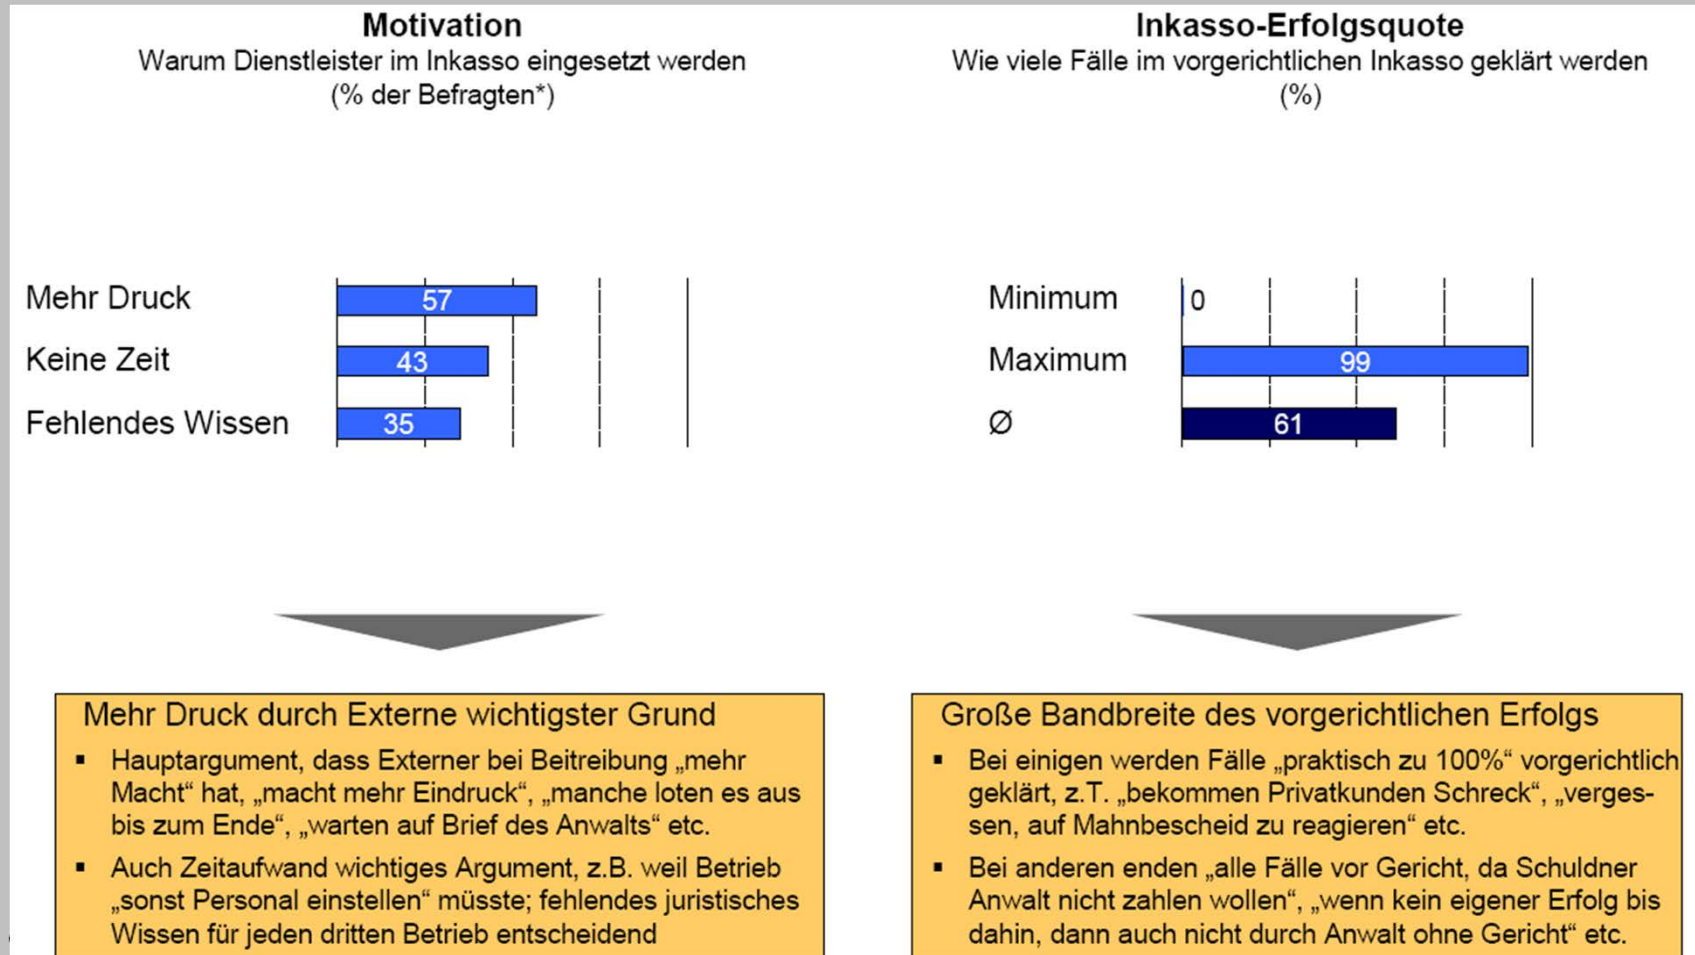 Motivation
Warum Dienstleister im Inkasso eingesetzt werden
(% der Befragten*)
Mehr Druck
57
Keine Zeit
43
Fehlendes Wissen
35
Mehr Druck durch Externe wichtigster Grund
▪ Hauptargument, dass Externer bei Beitreibung „mehr
Macht“ hat, „macht mehr Eindruck“, „manche loten es aus
bis zum Ende“, „warten auf Brief des Anwalts“ etc.
▪ Auch Zeitaufwand wichtiges Argument, z.B. weil Betrieb
„sonst Personal einstellen“ müsste; fehlendes juristisches
Wissen für jeden dritten Betrieb entscheidend
Inkasso-Erfolgsquote
Wie viele Fälle im vorgerichtlichen Inkasso geklärt werden
(%)
Minimum
0
Maximum
99
Ø
61
Große Bandbreite des vorgerichtlichen Erfolgs
▪ Bei einigen werden Fälle „praktisch zu 100%“ vorgerichtlich
geklärt, z.T. „bekommen Privatkunden Schreck“, „verges-
sen, auf Mahnbescheid zu reagieren“ etc.
▪ Bei anderen enden „alle Fälle vor Gericht, da Schuldner
Anwalt nicht zahlen wollen“, „wenn kein eigener Erfolg bis
dahin, dann auch nicht durch Anwalt ohne Gericht“ etc.